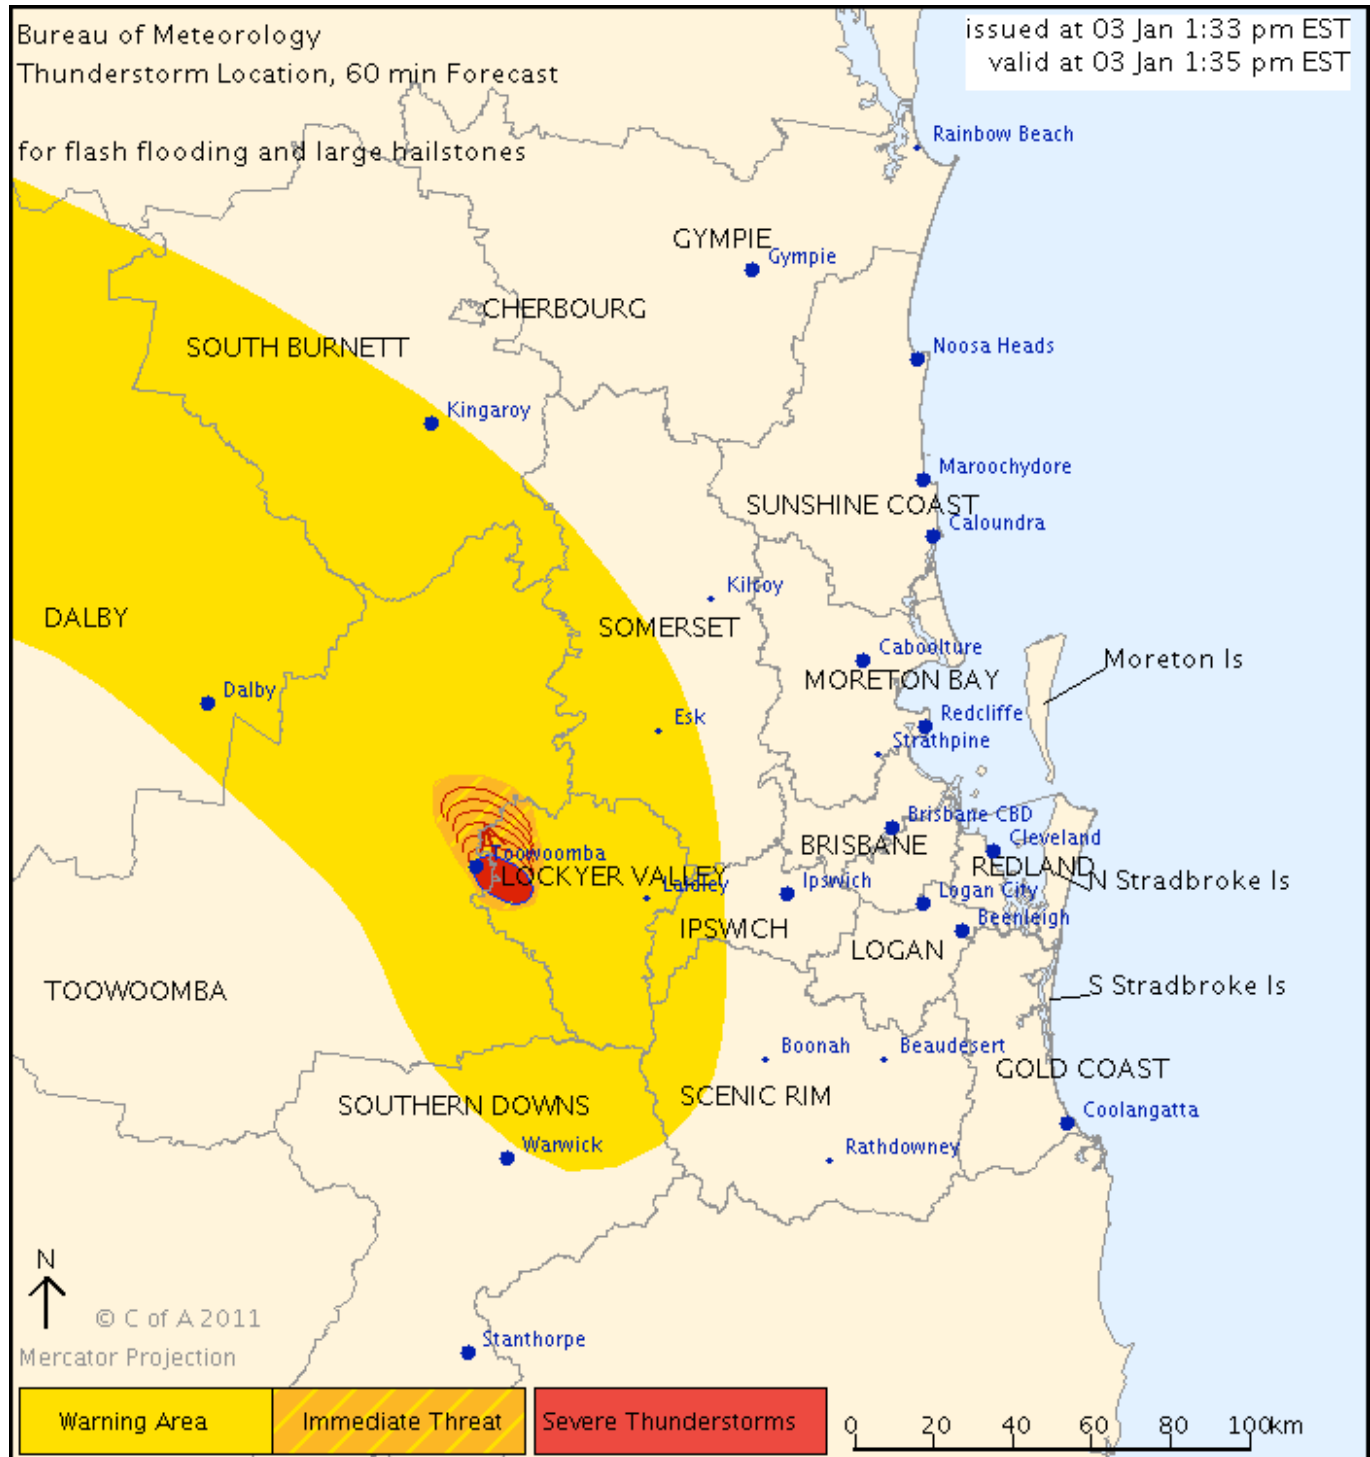 Bureau of Meteorology
Thunderstorm Location, 60 min Forecast
for flash flooding and large hailstones
issued at 03 Jan 1:33 pm EST
valid at 03 Jan 1:35 pm EST
Rainbow Beach
GYMPIE
Gympie
CHERBOURG
SOUTH BURNETT
Noosa Heads
Kingaroy
Maroochydore
SUNSHINE COAST
Caloundra
Kilcoy
DALBY
SOMERSET
Caboolture
Moreton Is
MORETON BAY
Dalby
Esk
Redcliffe
Strathpine
Brisbane CBD
BRISBANE
Cleveland
REDLAND
Toowoomba
LOCKYER VALLEY
Laidley
Ipswich
Logan City
N Stradbroke Is
IPSWICH
Beenleigh
LOGAN
TOOWOOMBA
S Stradbroke Is
Boonah
Beaudesert
GOLD COAST
SOUTHERN DOWNS
SCENIC RIM
Coolangatta
Warwick
Rathdowney
N
© C of A 2011
Mercator Projection
Stanthorpe
Warning Area
Immediate Threat
Severe Thunderstorms
0 20 40 60 80 100km